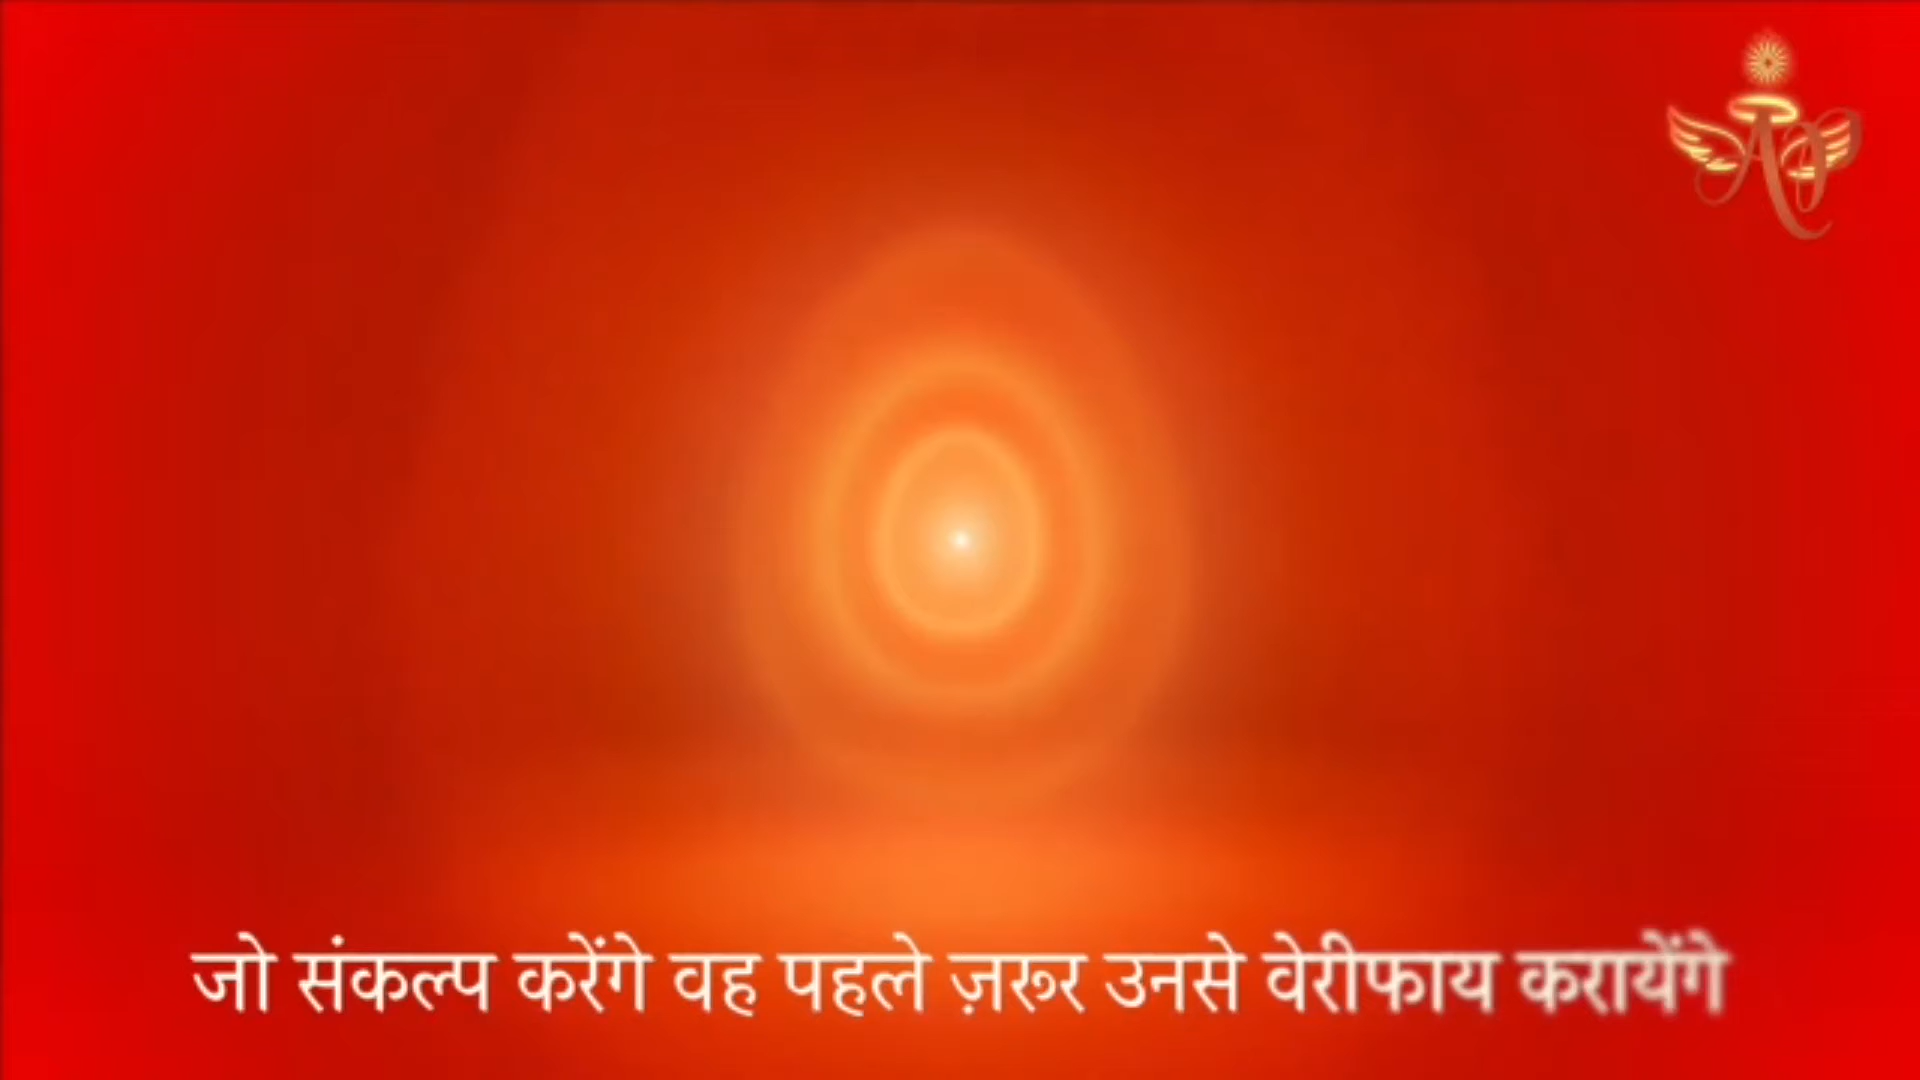 जो संकल्प करेंगे वह पहले ज़रूर उनसे वेरीफाय करायेंगे